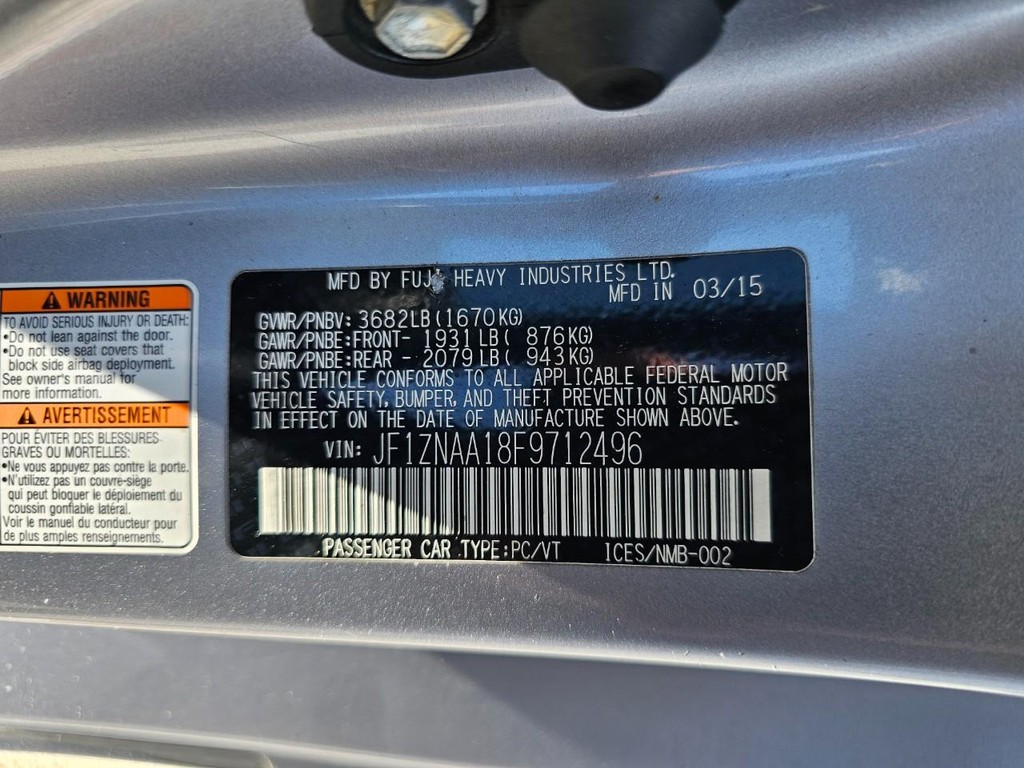 MFD BY FUJI HEAVY INDUSTRIES LTD.
MFD IN 03/15
GVWR/PNBV: 3682LB(1670KG)
GAWR/PNBE:FRONT- 1931LB( 876KG)
GAWR/PNBE:REAR - 2079LB( 943KG)
THIS VEHICLE CONFORMS TO ALL APPLICABLE FEDERAL MOTOR
VEHICLE SAFETY, BUMPER, AND THEFT PREVENTION STANDARDS
IN EFFECT ON THE DATE OF MANUFACTURE SHOWN ABOVE.
VIN: JF1ZNAA18F9712496
PASSENGER CAR TYPE:PC/VT ICES/NMB-002
WARNING
TO AVOID SERIOUS INJURY OR DEATH:
•Do not lean against the door.
•Do not use seat covers that
block side airbag deployment.
See owner's manual for
more information.
AVERTISSEMENT
POUR ÉVITER DES BLESSURES
GRAVES OU MORTELLES:
•Ne vous appuyez pas contre la porte.
•N'utilizez pas un couvre-siège
qui peut bloquer le déploiement du
coussin gonflable latéral.
Voir le manuel du conducteur pour
de plus amples renseignements.